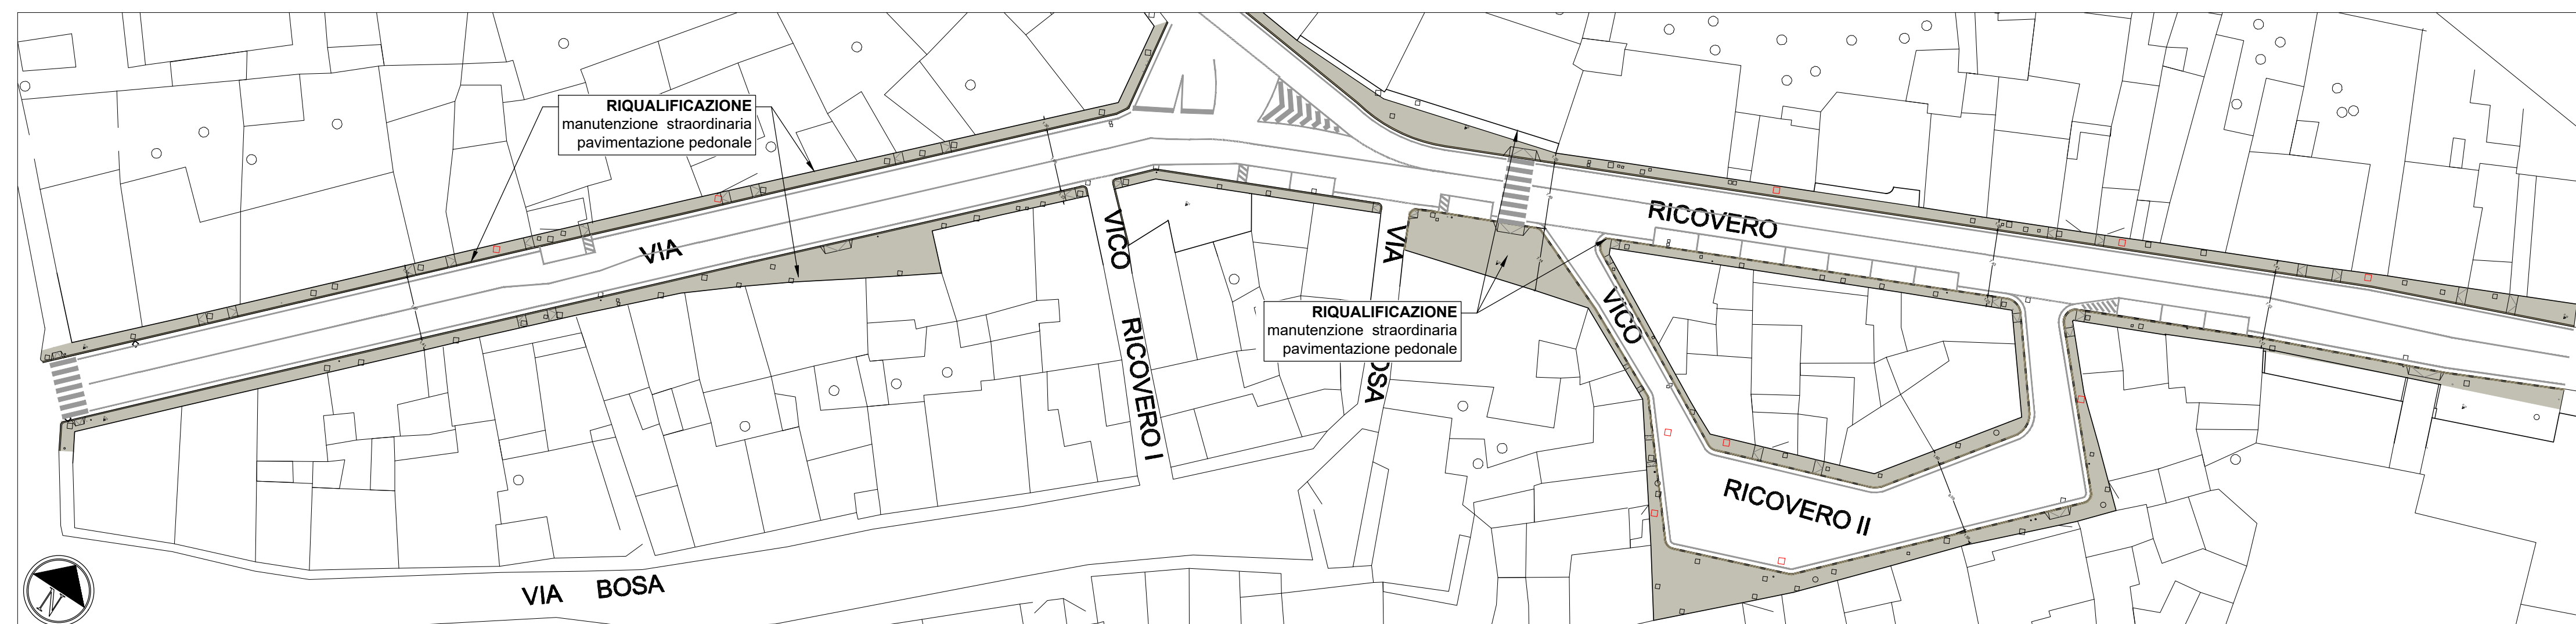 RIQUALIFICAZIONE
manutenzione straordinaria
pavimentazione pedonale
VIA
RICOVERO
VICO
RICOVERO I
VIA
OSA
RIQUALIFICAZIONE
manutenzione straordinaria
pavimentazione pedonale
VICO
RICOVERO II
VIA BOSA
N